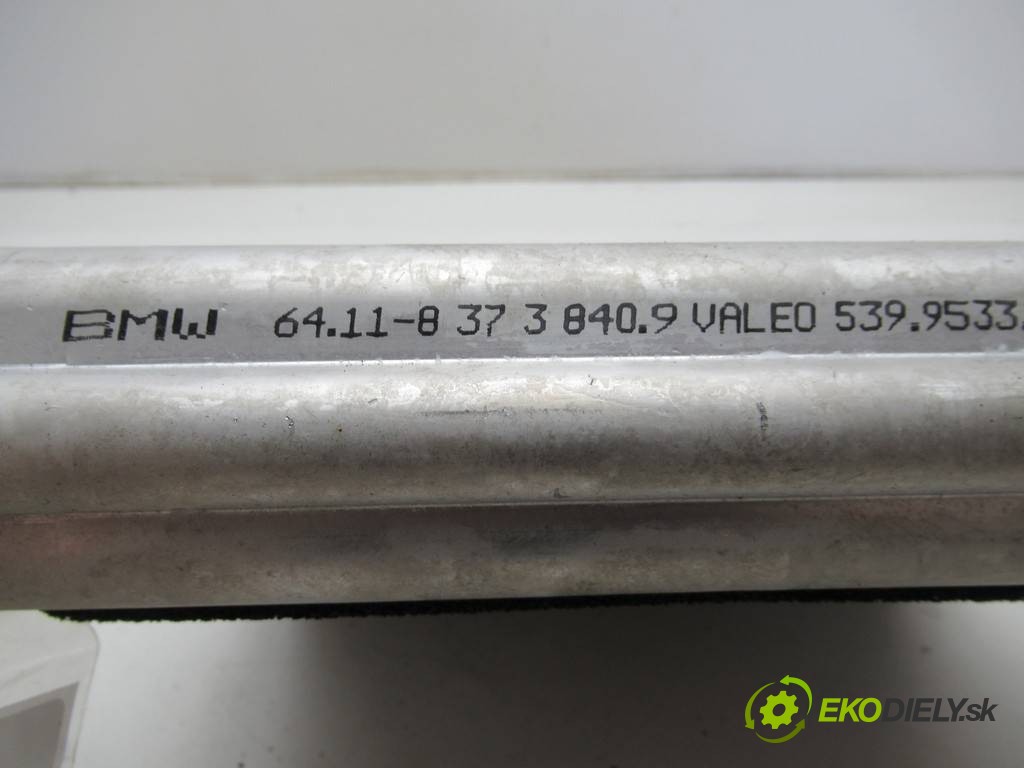 BMW 64.11-8 37 3 840.9 VALEO 539.9533.
EKODIELY.sk